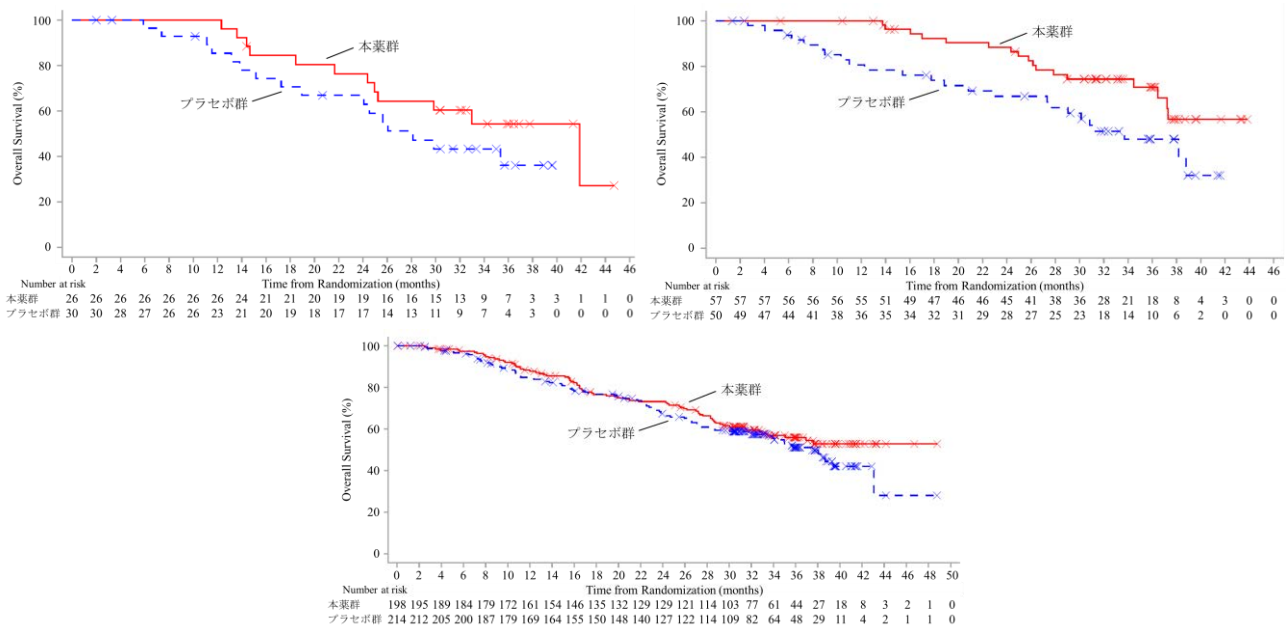 100
80
60
40
60
0
Overall Survival (%)
本薬群
プラセボ群
0 2 4 6 8 10 12 14 16 18 20 22 24 26 28 30 32 34 36 38 40 42 44 46
Number at risk
Time from Randomization (months)
本薬群 26 26 26 26 26 26 26 24 21 21 20 19 19 16 16 15 13 9 7 3 3 1 1 0
プラセボ群 30 30 28 27 26 26 23 21 20 19 18 17 17 14 13 11 9 7 4 3 0 0 0 0
100
80
60
40
60
0
Overall Survival (%)
本薬群
プラセボ群
0 2 4 6 8 10 12 14 16 18 20 22 24 26 28 30 32 34 36 38 40 42 44 46
Number at risk
Time from Randomization (months)
本薬群 57 57 57 56 56 56 55 51 49 47 46 46 45 41 38 36 28 21 18 8 4 3 0 0
プラセボ群 50 49 47 44 41 38 36 35 34 32 31 29 28 27 25 23 18 14 10 6 2 0 0 0
100
80
60
40
20
0
Overall Survival (%)
本薬群
プラセボ群
0 2 4 6 8 10 12 14 16 18 20 22 24 26 28 30 32 34 36 38 40 42 44 46 48 50
Number at risk
Time from Randomization (months)
本薬群 198 195 189 184 179 172 161 154 146 135 132 129 129 121 114 103 77 61 44 27 18 8 3 2 1 0
プラセボ群 214 212 205 200 187 179 169 164 155 150 148 140 127 122 114 109 82 64 48 29 11 4 2 1 1 0